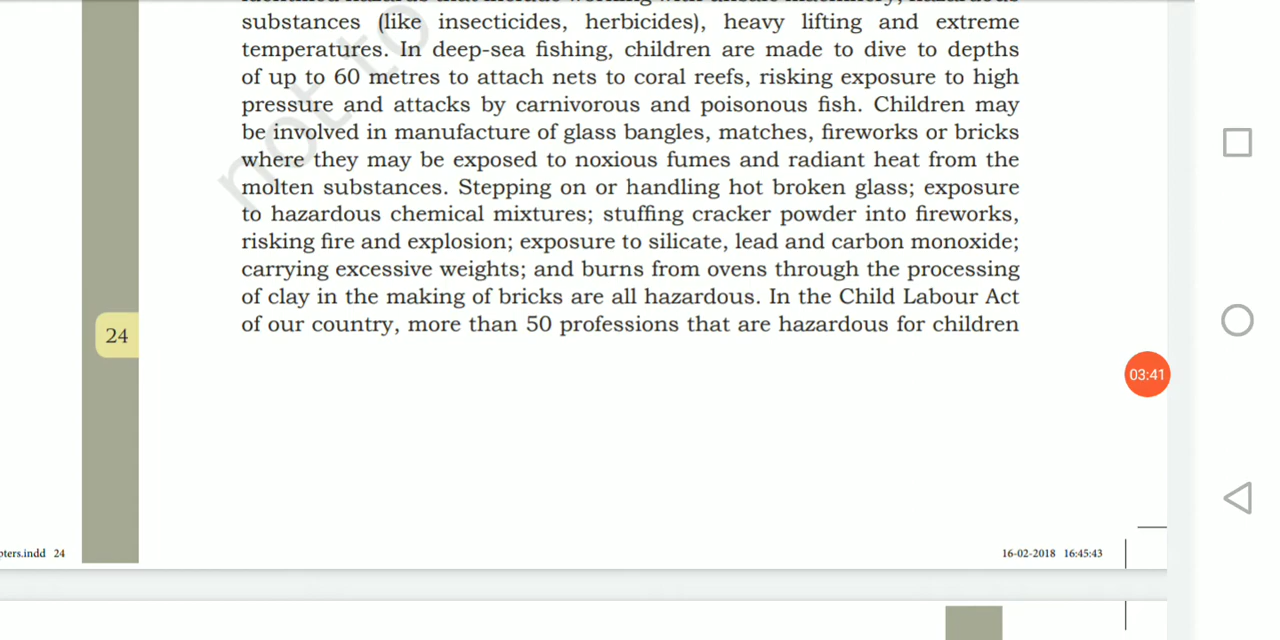 substances (like insecticides, herbicides), heavy lifting and extreme
temperatures. In deep-sea fishing, children are made to dive to depths
of up to 60 metres to attach nets to coral reefs, risking exposure to high
pressure and attacks by carnivorous and poisonous fish. Children may
be involved in manufacture of glass bangles, matches, fireworks or bricks
where they may be exposed to noxious fumes and radiant heat from the
molten substances. Stepping on or handling hot broken glass; exposure
to hazardous chemical mixtures; stuffing cracker powder into fireworks,
risking fire and explosion; exposure to silicate, lead and carbon monoxide;
carrying excessive weights; and burns from ovens through the processing
of clay in the making of bricks are all hazardous. In the Child Labour Act
of our country, more than 50 professions that are hazardous for children
not to
24
03:41
pters.indd 24
16-02-2018 16:45:43